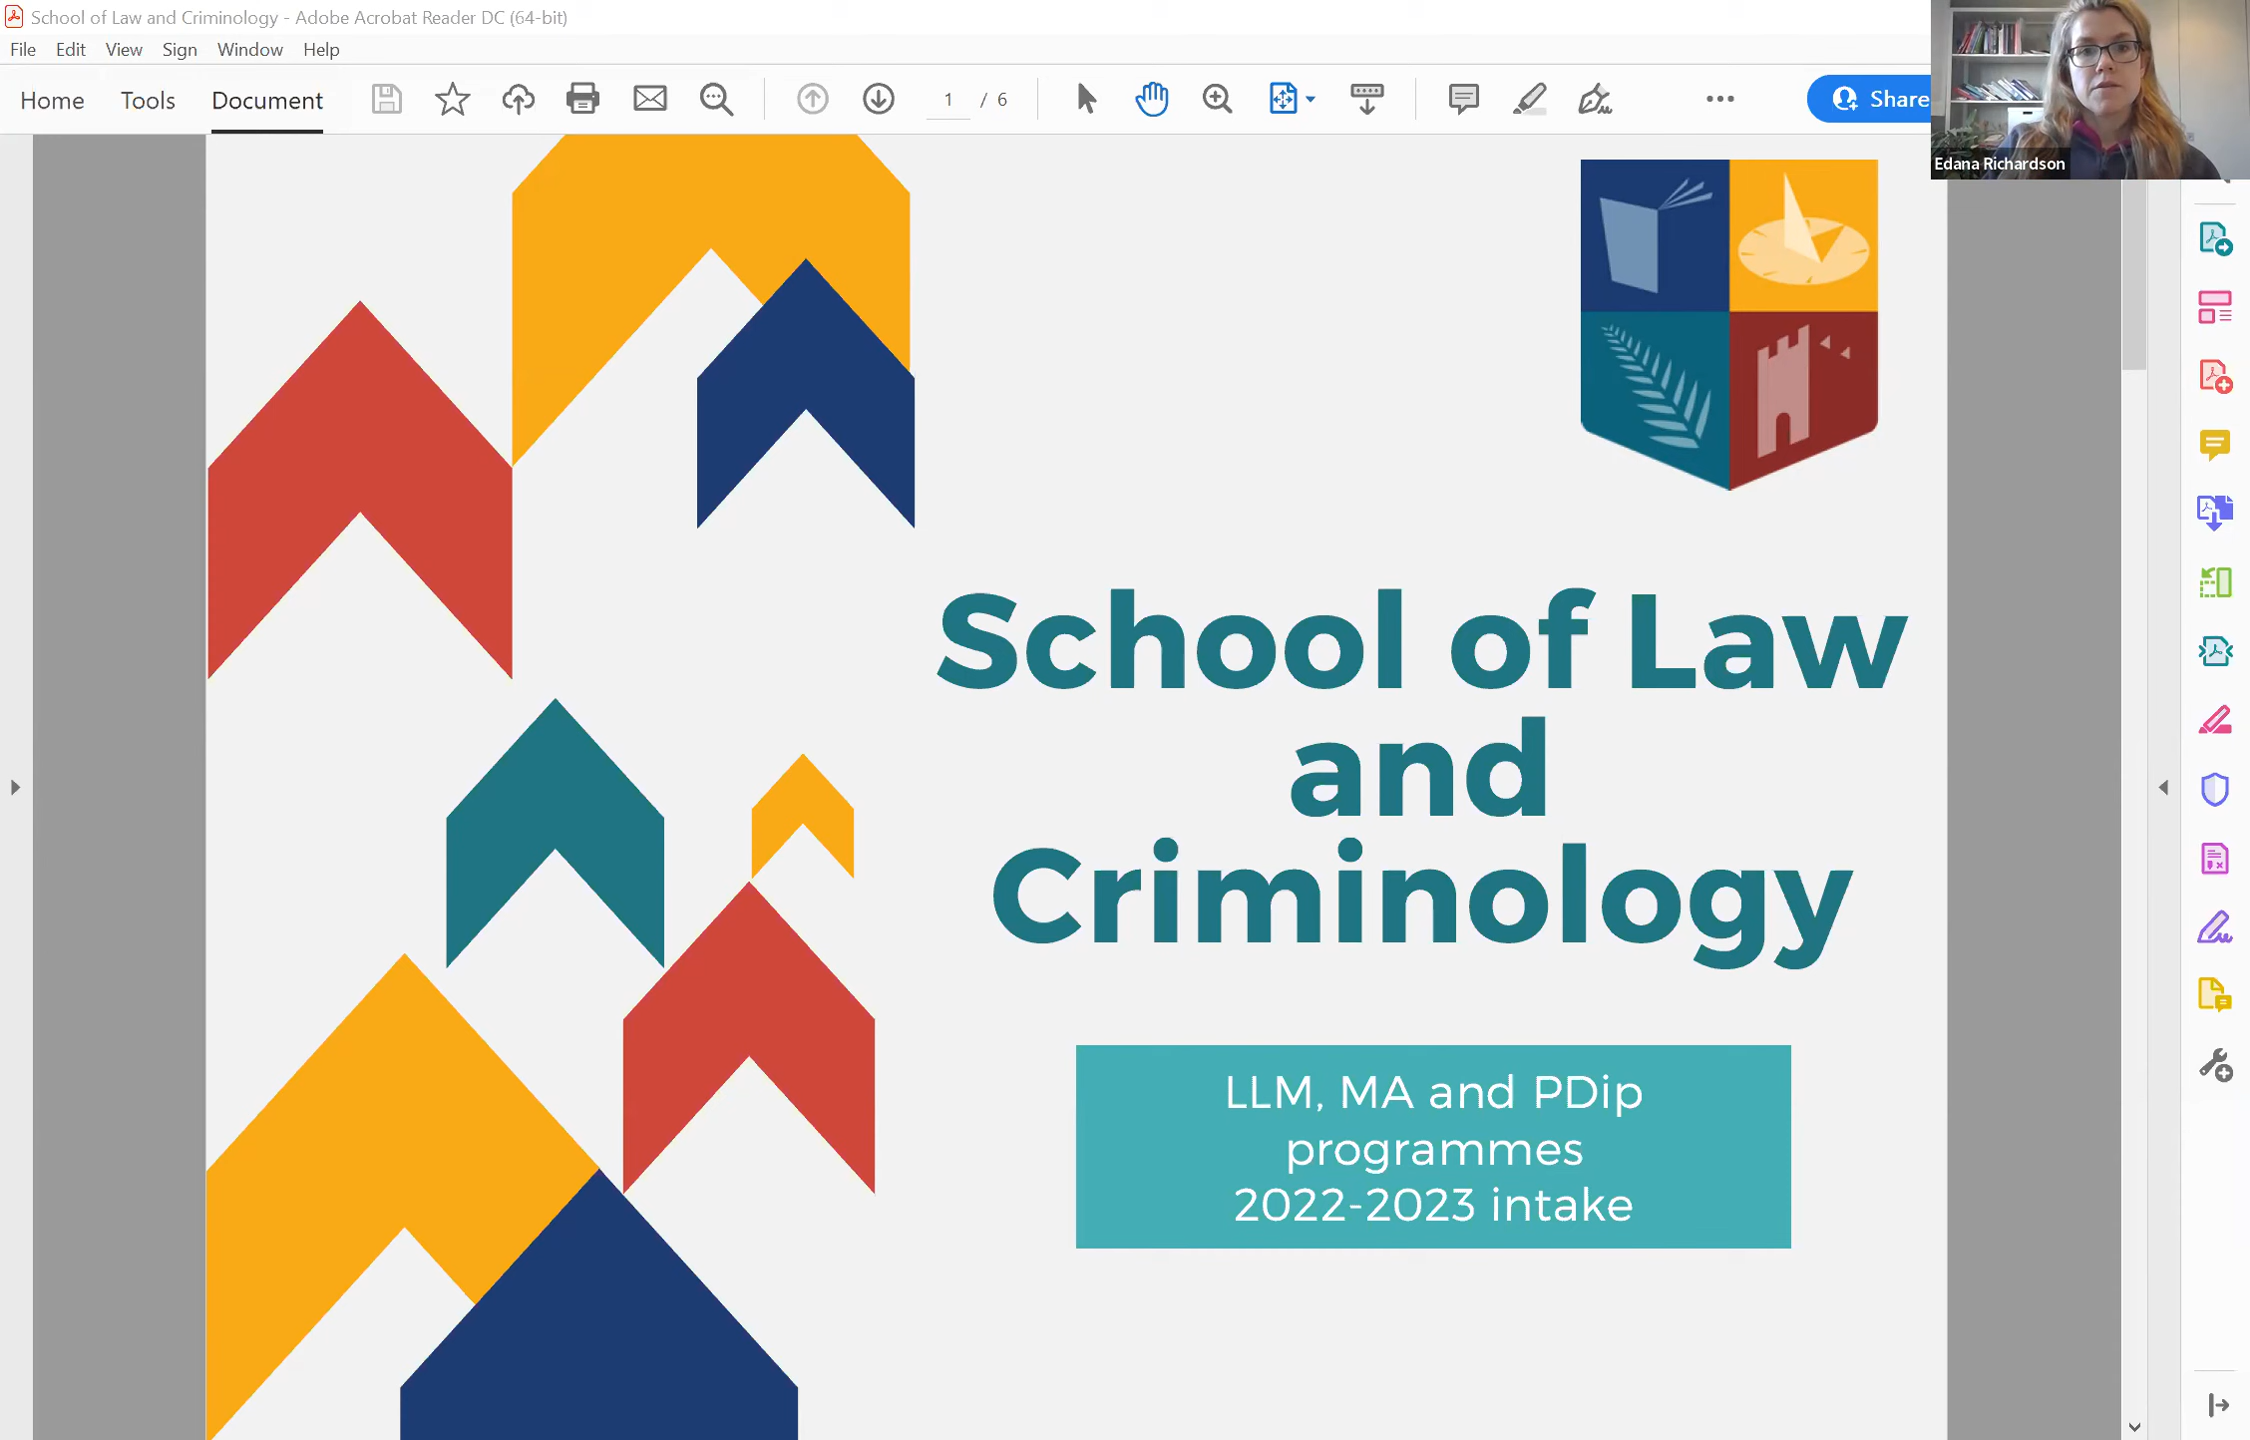 School of Law and Criminology - Adobe Acrobat Reader DC (64-bit)
File Edit View Sign Window Help
Home Tools Document 1 / 6 Share
Edana Richardson
School of Law
and
Criminology
LLM, MA and PDip
programmes
2022-2023 intake